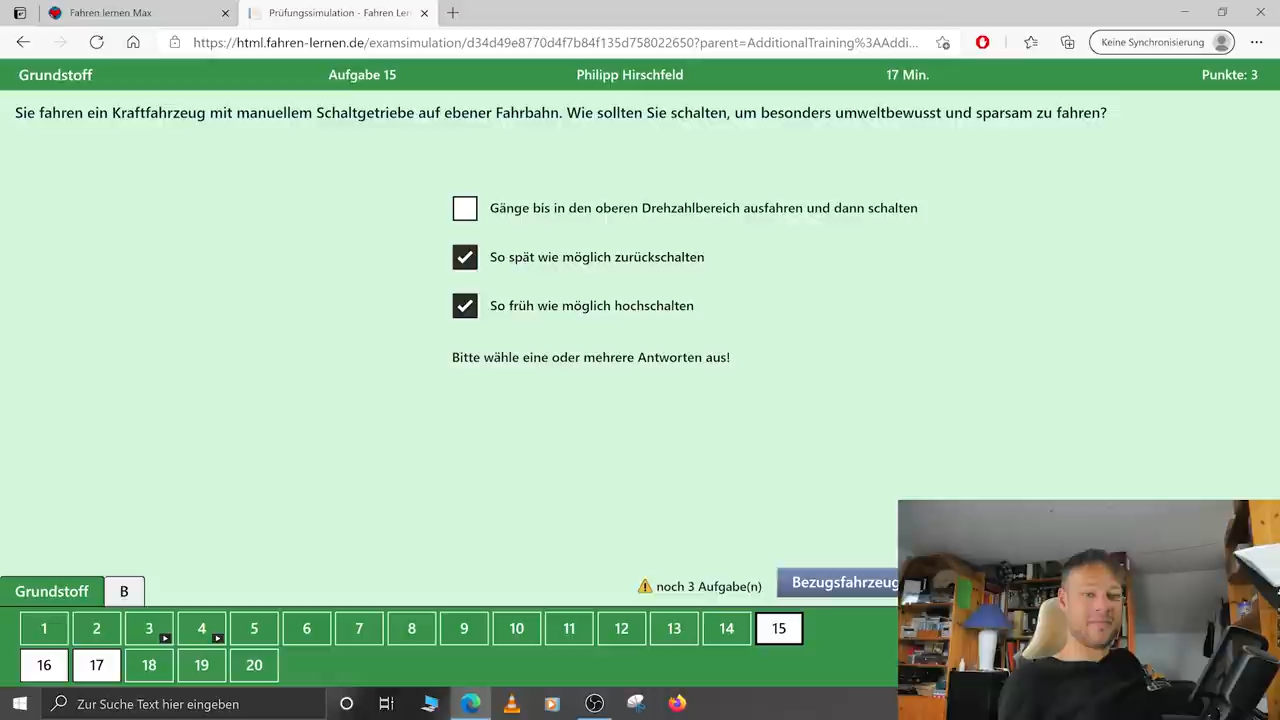 Fahren lernen Max
Prüfungssimulation - Fahren Ler
https://html.fahren-lernen.de/examsimulation/d34d49e8770d4f7b84f135d758022650?parent=AdditionalTraining%3AAddi...
Keine Synchronisierung
Grundstoff Aufgabe 15 Philipp Hirschfeld 17 Min. Punkte: 3
Sie fahren ein Kraftfahrzeug mit manuellem Schaltgetriebe auf ebener Fahrbahn. Wie sollten Sie schalten, um besonders umweltbewusst und sparsam zu fahren?
Gänge bis in den oberen Drehzahlbereich ausfahren und dann schalten
So spät wie möglich zurückschalten
So früh wie möglich hochschalten
Bitte wähle eine oder mehrere Antworten aus!
Grundstoff B noch 3 Aufgabe(n) Bezugsfahrzeug
1 2 3 4 5 6 7 8 9 10 11 12 13 14 15
16 17 18 19 20
Zur Suche Text hier eingeben